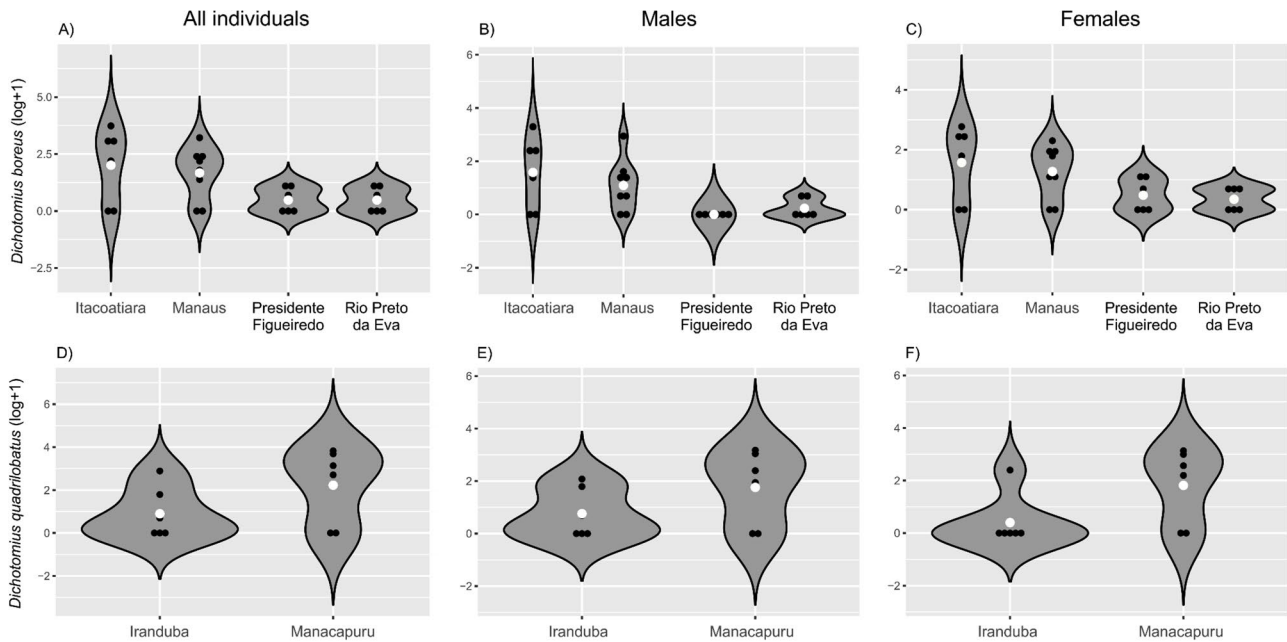 All individuals
Males
Females
A)
B)
C)
Dichotomius boreus (log+1)
5.0
2.5
0.0
−2.5
6
4
2
0
−2
4
2
0
−2
Itacoatiara
Manaus
Presidente
Figueiredo
Rio Preto
da Eva
Itacoatiara
Manaus
Presidente
Figueiredo
Rio Preto
da Eva
Itacoatiara
Manaus
Presidente
Figueiredo
Rio Preto
da Eva
D)
E)
F)
Dichotomius quadrilobatus (log+1)
6
4
2
0
−2
6
4
2
0
−2
6
4
2
0
−2
Iranduba
Manacapuru
Iranduba
Manacapuru
Iranduba
Manacapuru